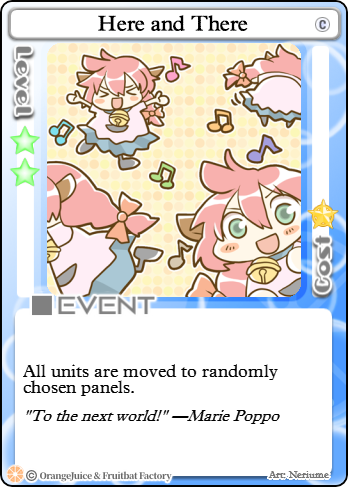 Here and There
C
Level
Cost
EVENT
All units are moved to randomly
chosen panels.
"To the next world!" —Marie Poppo
© OrangeJuice & Fruitbat Factory
Art: Neriume